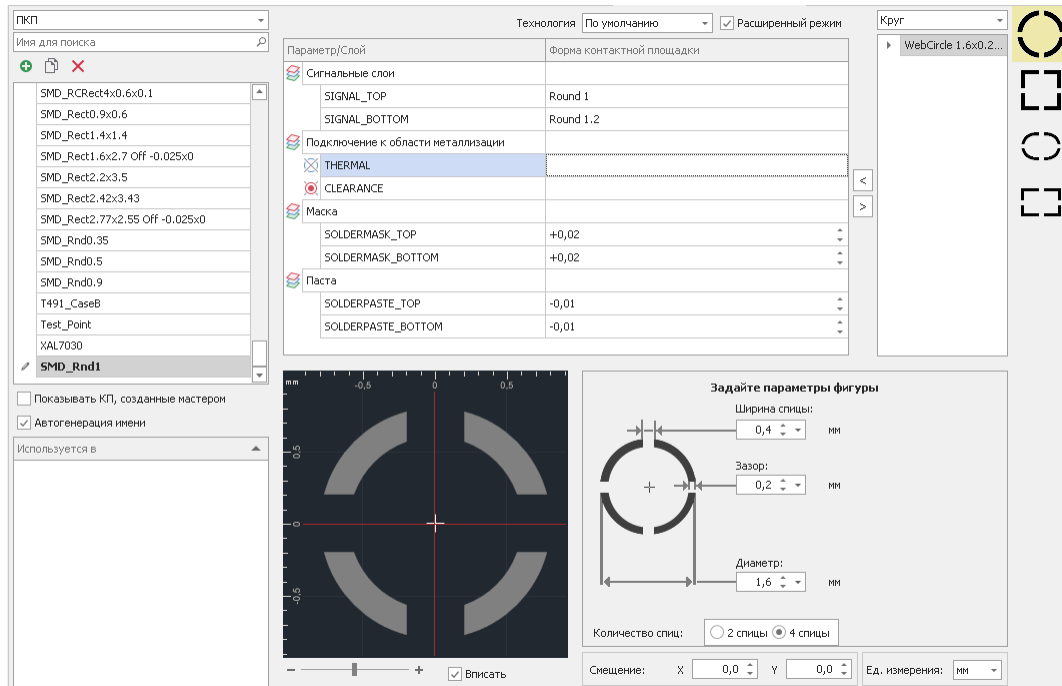 ПКП
Имя для поиска
SMD_RCRect4x0.6x0.1
SMD_Rect0.9x0.6
SMD_Rect1.4x1.4
SMD_Rect1.6x2.7 Off -0.025x0
SMD_Rect2.2x3.5
SMD_Rect2.42x3.43
SMD_Rect2.77x2.55 Off -0.025x0
SMD_Rnd0.35
SMD_Rnd0.5
SMD_Rnd0.9
T491_CaseB
Test_Point
XAL7030
SMD_Rnd1
Показывать КП, созданные мастером
Автогенерация имени
Используется в
Технология По умолчанию Расширенный режим
Параметр/Слой Форма контактной площадки
Сигнальные слои
SIGNAL_TOP Round 1
SIGNAL_BOTTOM Round 1.2
Подключение к области металлизации
THERMAL
CLEARANCE
Маска
SOLDERMASK_TOP +0,02
SOLDERMASK_BOTTOM +0,02
Паста
SOLDERPASTE_TOP -0,01
SOLDERPASTE_BOTTOM -0,01
<
>
Круг
WebCircle 1.6x0.2...
mm -0,5 0 0,5
0,5
0
-0,5
− + Вписать
Задайте параметры фигуры
Ширина спицы:
0,4 мм
Зазор:
0,2 мм
Диаметр:
1,6 мм
Количество спиц: 2 спицы 4 спицы
Смещение: X 0,0 Y 0,0 Ед. измерения: мм